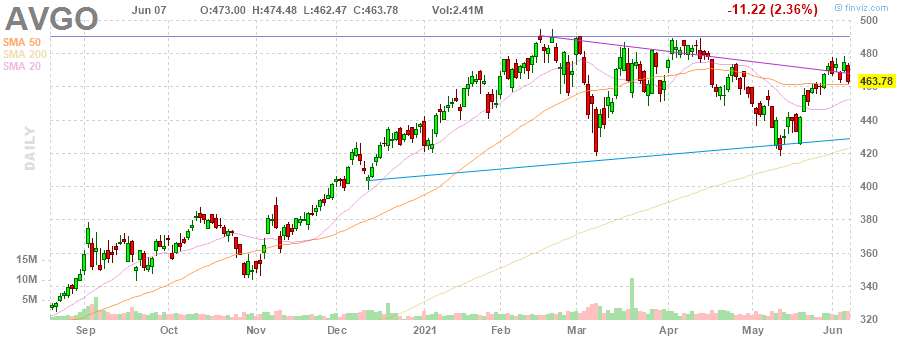 AVGO Jun 07 O:473.00 H:474.48 L:462.47 C:463.78 Vol:2.41M -11.22 (2.36%) © finviz.com
SMA 50
SMA 200
SMA 20
DAILY
500
480
460
463.78
440
420
400
380
360
340
320
15M
10M
5M
Sep Oct Nov Dec 2021 Feb Mar Apr May Jun